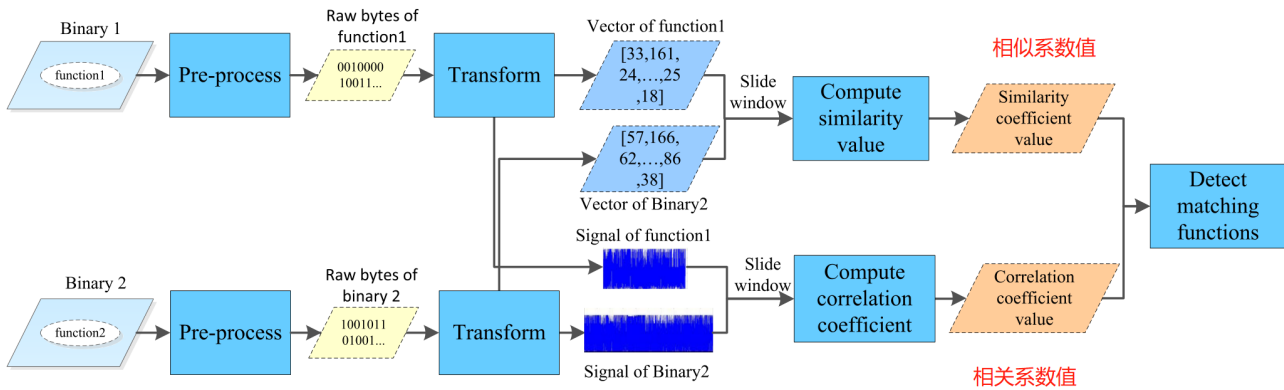 Binary 1
function1
Pre-process
Raw bytes of
function1
0010000
10011...
Transform
Vector of function1
[33,161,
24,...,25
,18]
[57,166,
62,...,86
,38]
Vector of Binary2
Slide
window
Compute
similarity
value
相似系数值
Similarity
coefficient
value
Detect
matching
functions
Binary 2
function2
Pre-process
Raw bytes of
binary 2
1001011
01001...
Transform
Signal of function1
Signal of Binary2
Slide
window
Compute
correlation
coefficient
Correlation
coefficient
value
相关系数值